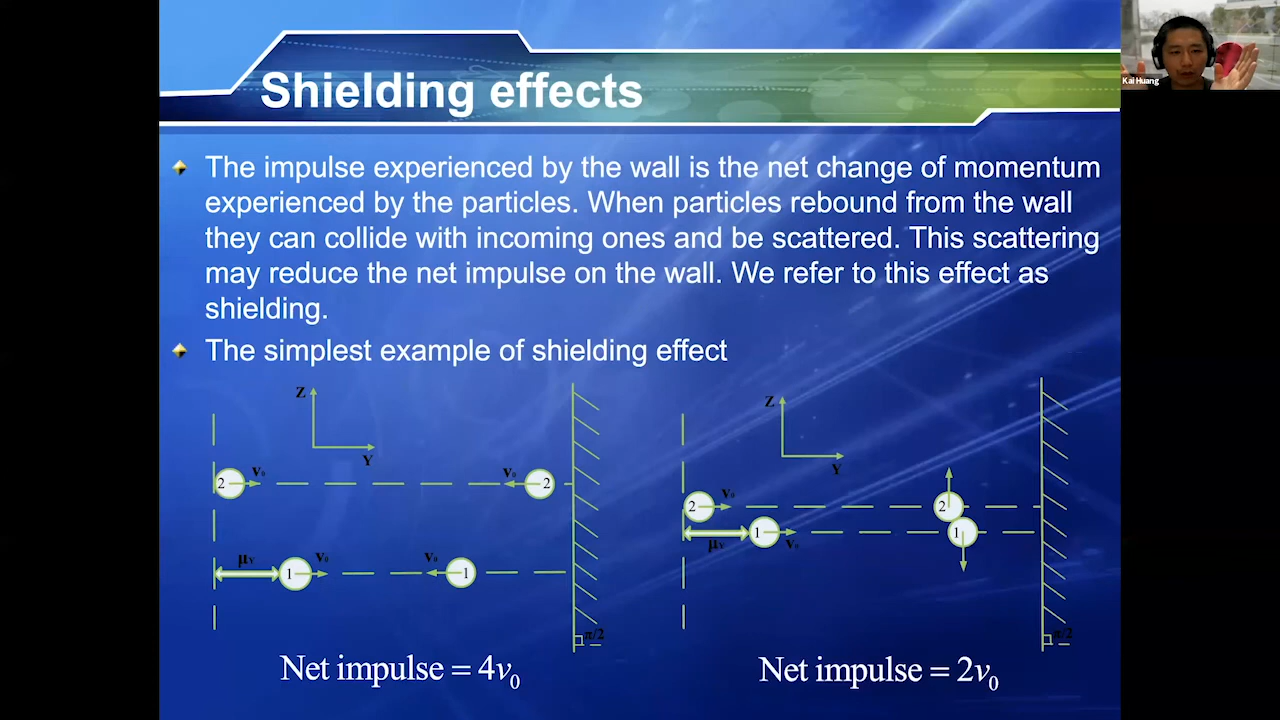 Shielding effects
Kai Huang
The impulse experienced by the wall is the net change of momentum
experienced by the particles. When particles rebound from the wall
they can collide with incoming ones and be scattered. This scattering
may reduce the net impulse on the wall. We refer to this effect as
shielding.
The simplest example of shielding effect
Z
Y
2 v₀
v₀ 2
μY
1 v₀
v₀ 1
π/2
Net impulse = 4v₀
Z
Y
2 v₀
2
μY
1 v₀
1
π/2
Net impulse = 2v₀